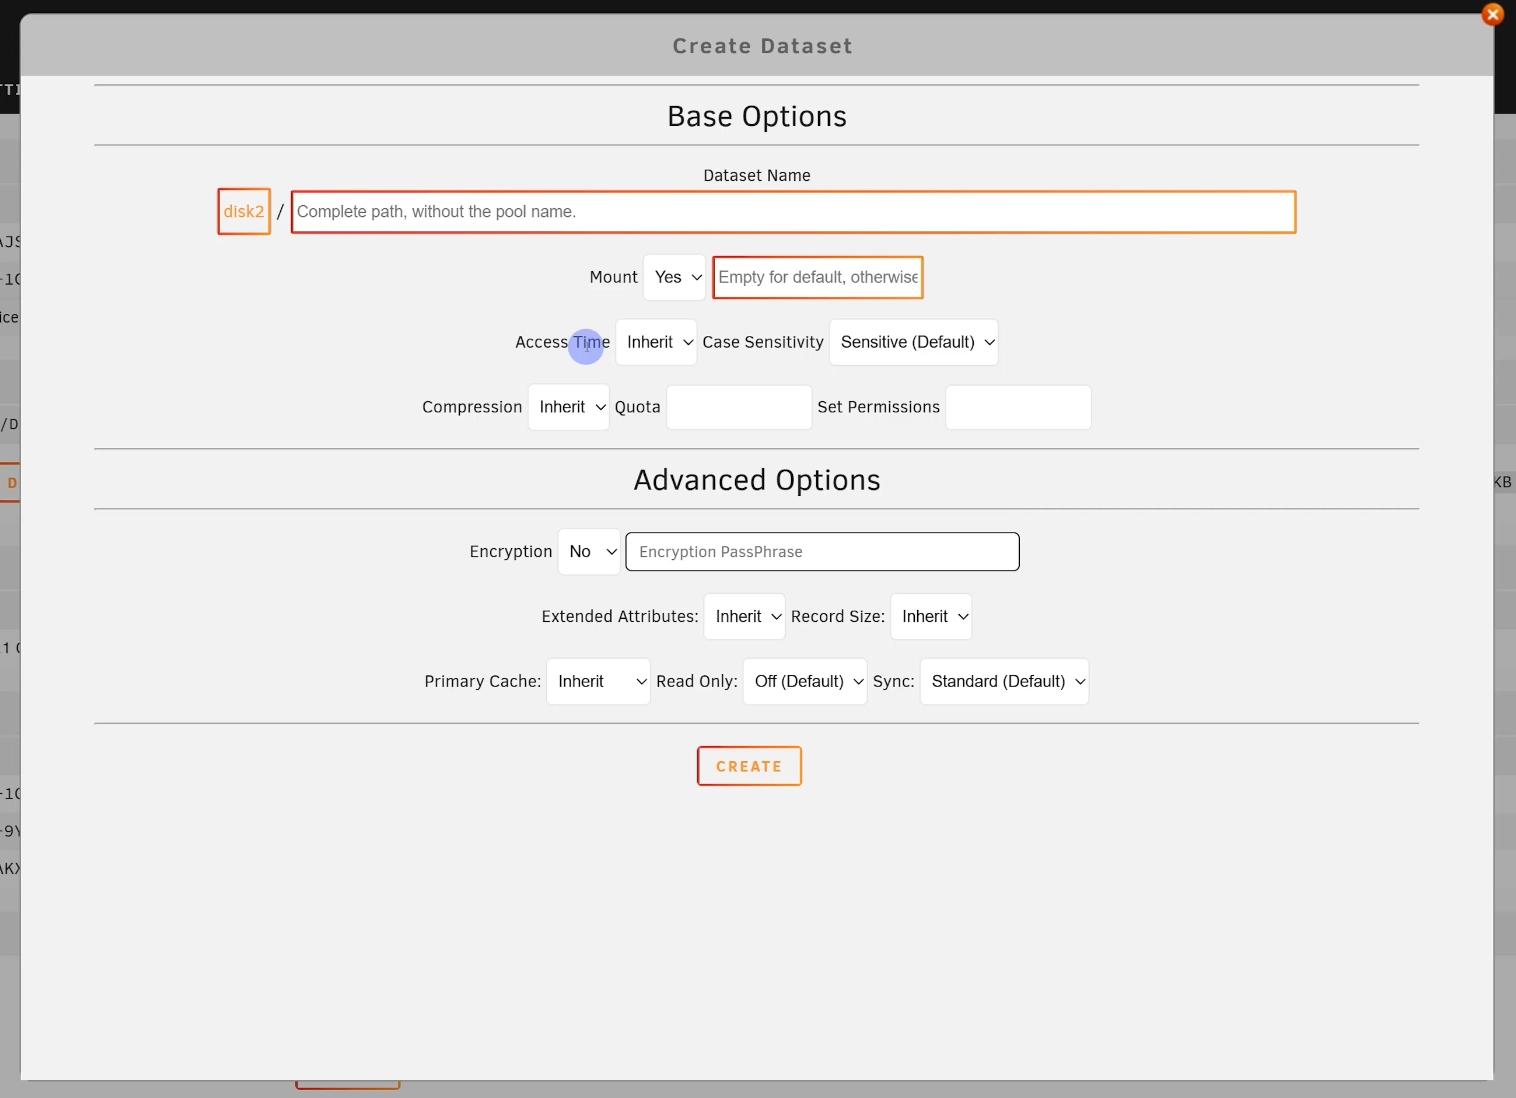 Create Dataset
TTI
Base Options
Dataset Name
disk2 / Complete path, without the pool name.
Mount Yes Empty for default, otherwise
Access Time Inherit Case Sensitivity Sensitive (Default)
Compression Inherit Quota Set Permissions
/D
Advanced Options
D
KB
Encryption No Encryption PassPhrase
Extended Attributes: Inherit Record Size: Inherit
Primary Cache: Inherit Read Only: Off (Default) Sync: Standard (Default)
CREATE